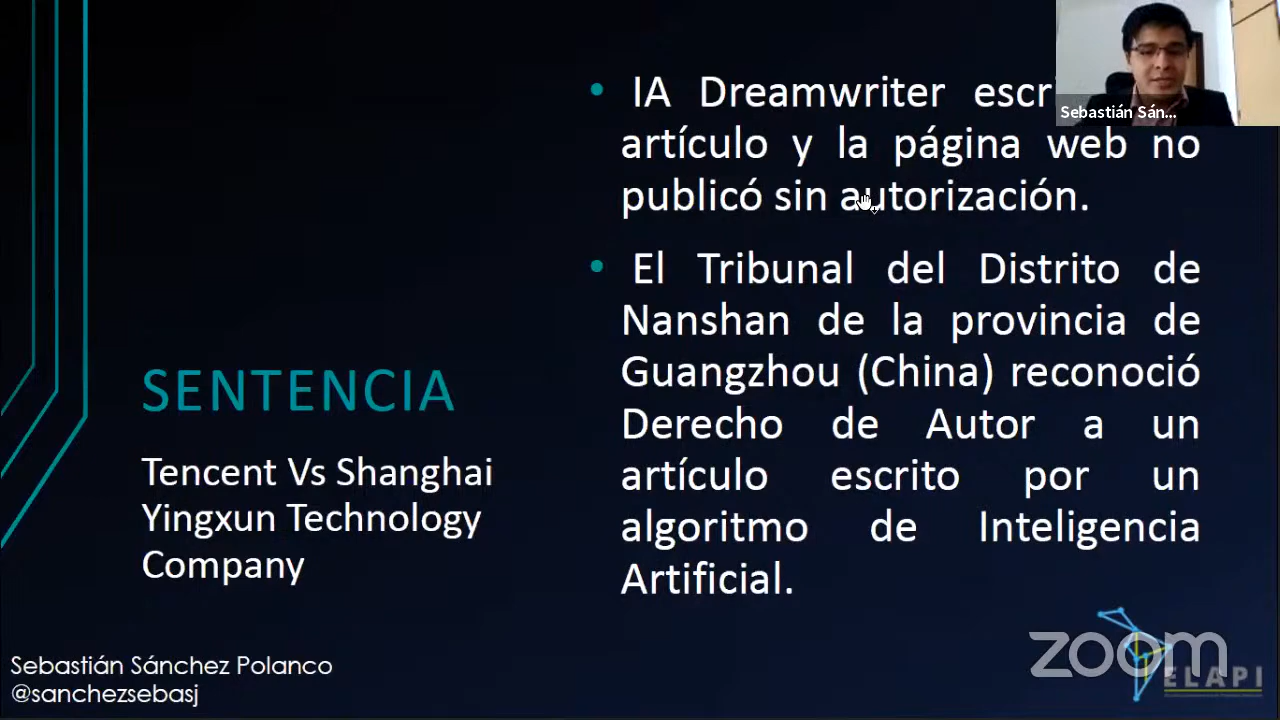 SENTENCIA
Tencent Vs Shanghai
Yingxun Technology
Company
• IA Dreamwriter escri
artículo y la página web no
publicó sin autorización.
• El Tribunal del Distrito de
Nanshan de la provincia de
Guangzhou (China) reconoció
Derecho de Autor a un
artículo escrito por un
algoritmo de Inteligencia
Artificial.
Sebastián Sán...
Sebastián Sánchez Polanco
@sanchezsebasj
zoom
ELAPI